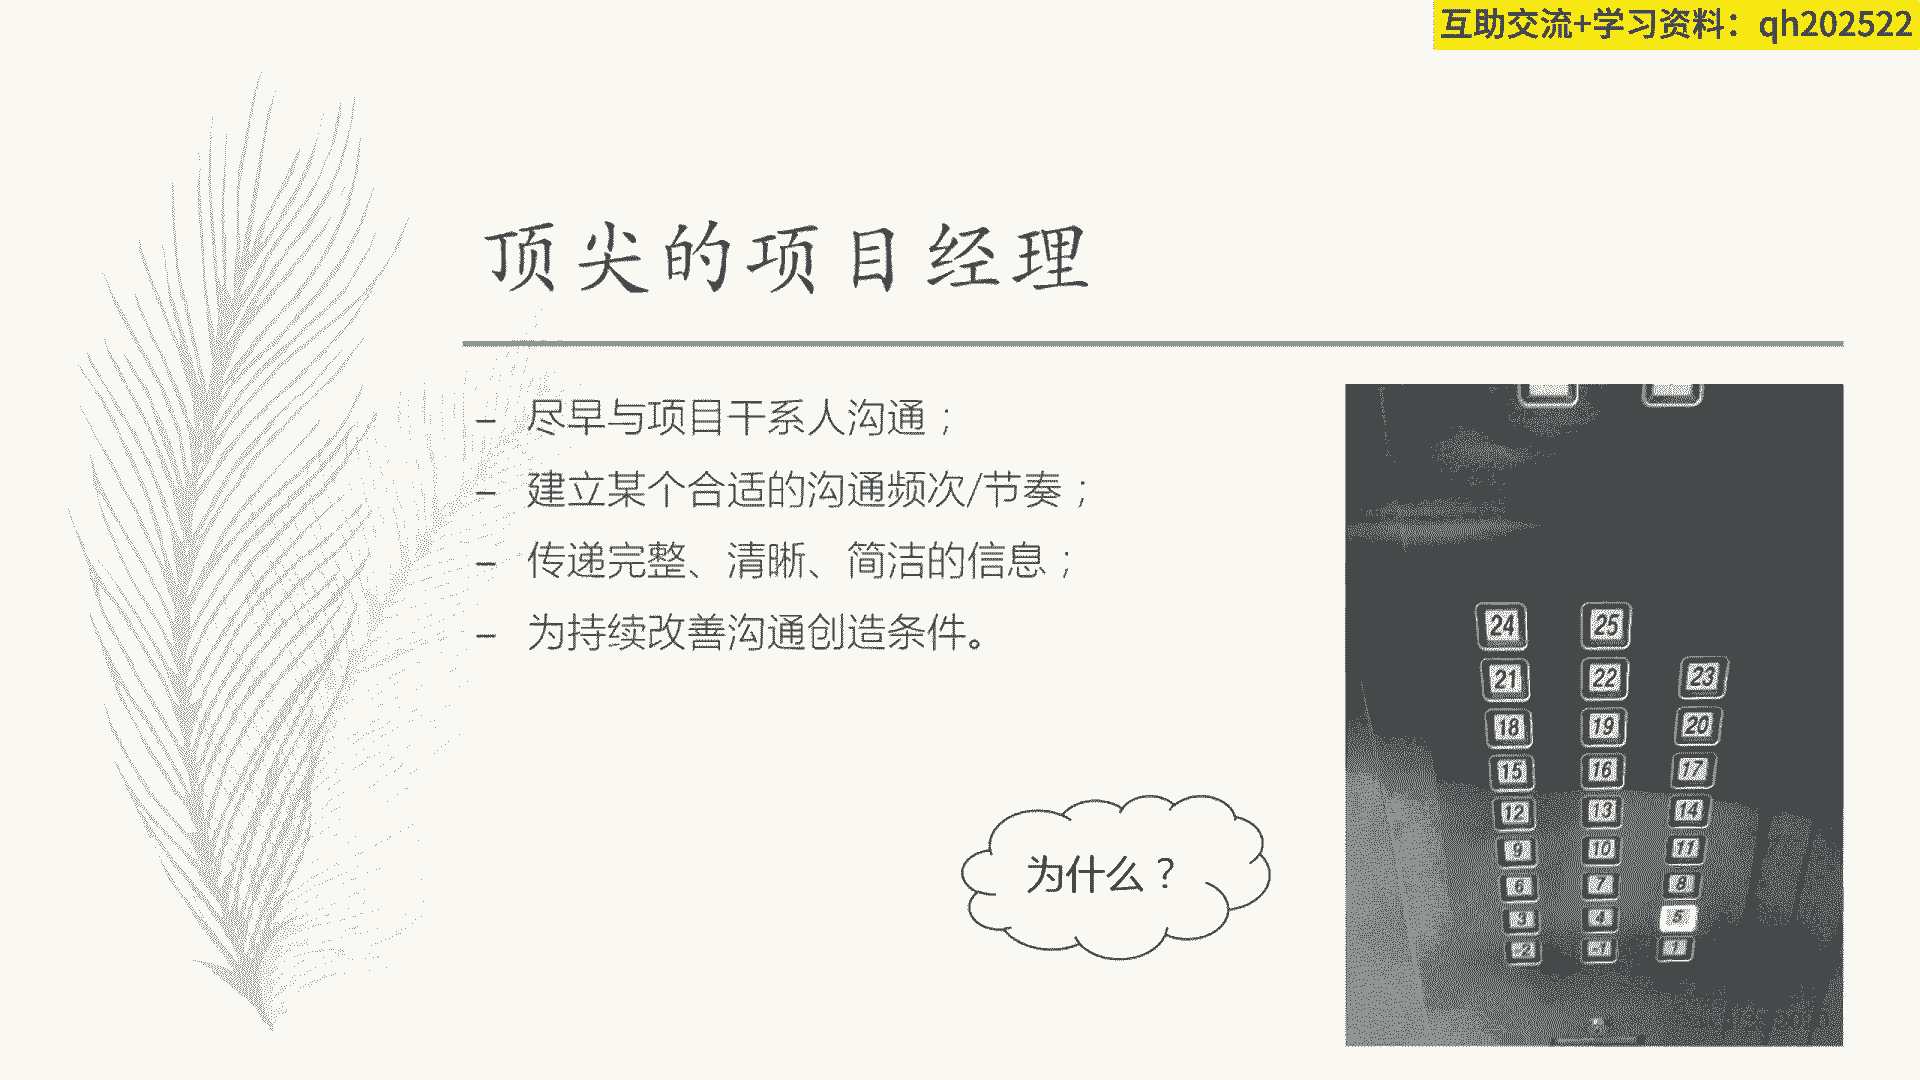 互助交流+学习资料：qh202522
顶尖的项目经理
– 尽早与项目干系人沟通；
– 建立某个合适的沟通频次/节奏；
– 传递完整、清晰、简洁的信息；
– 为持续改善沟通创造条件。
为什么？
24 25
21 22 23
18 19 20
15 16 17
12 13 14
9 10 11
6 7 8
3 4 5
-2 -1 1